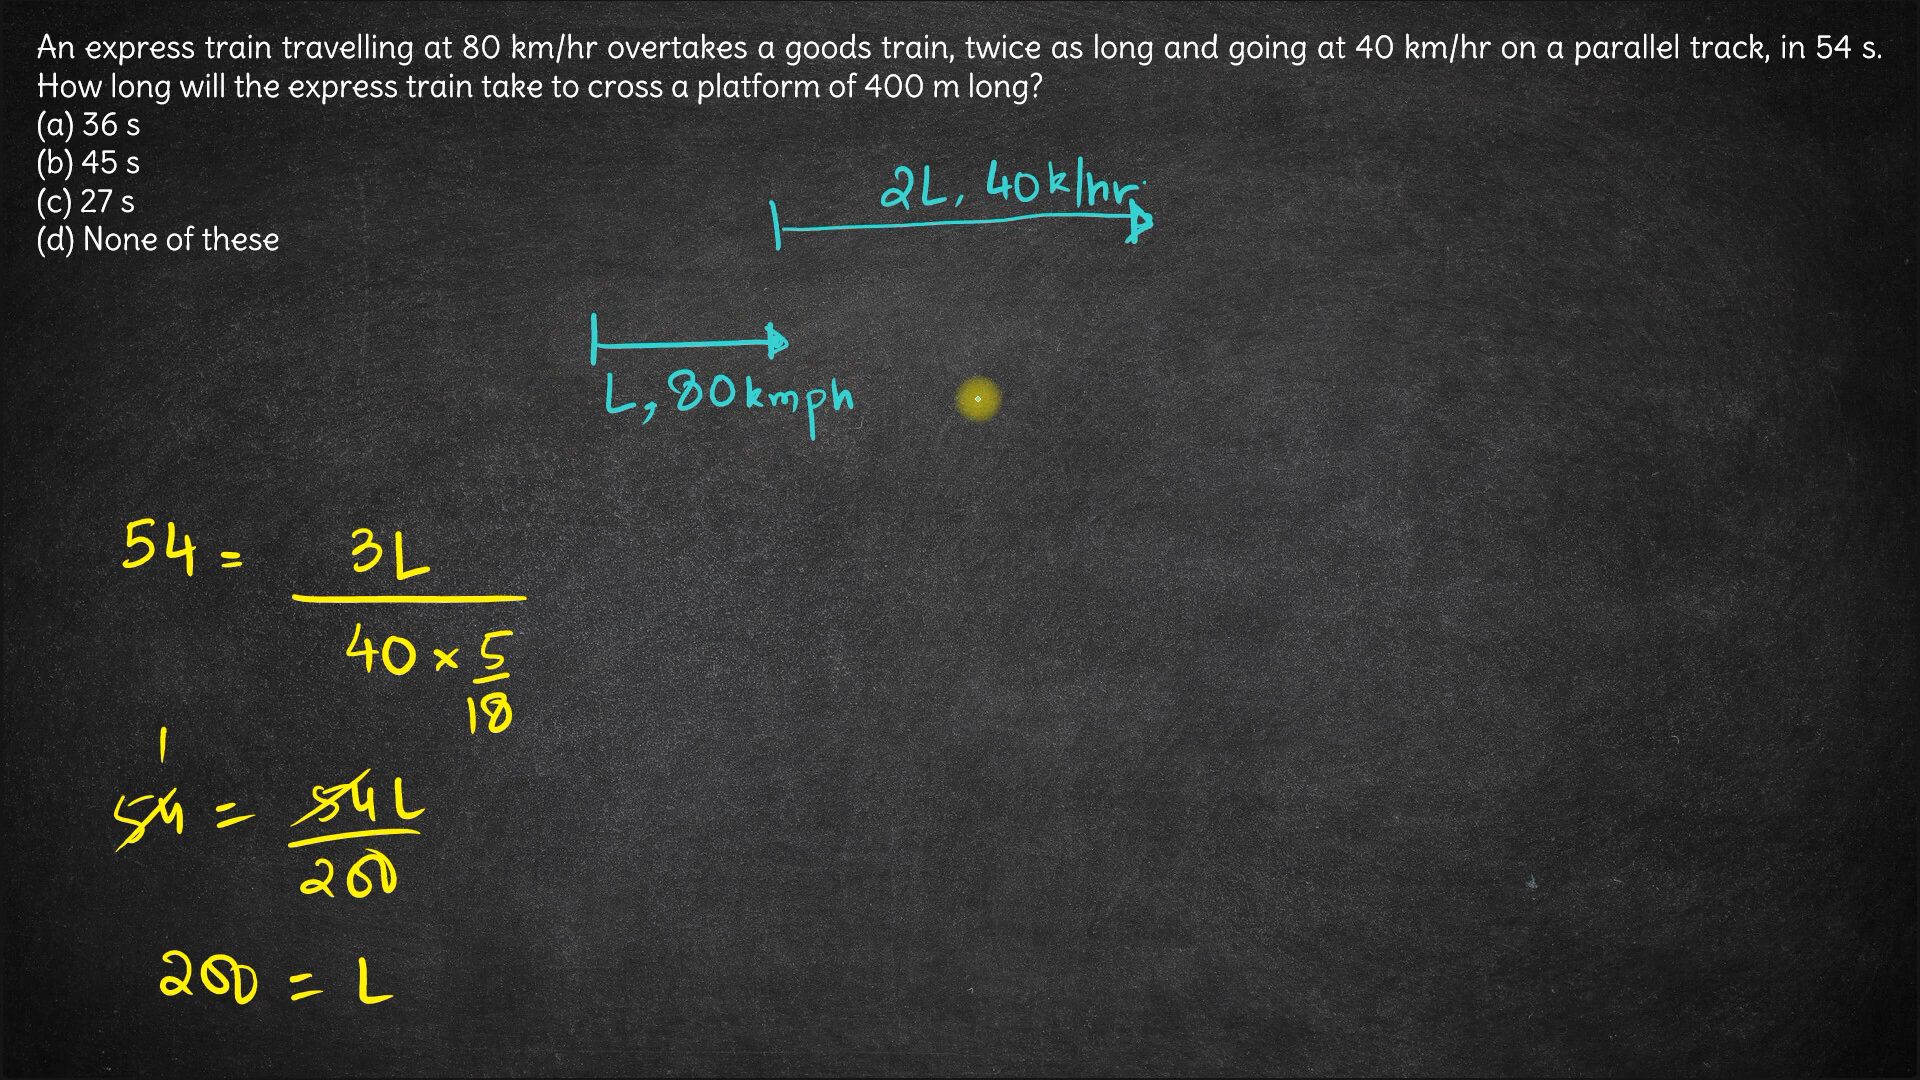 An express train travelling at 80 km/hr overtakes a goods train, twice as long and going at 40 km/hr on a parallel track, in 54 s.
How long will the express train take to cross a platform of 400 m long?
(a) 36 s
(b) 45 s
(c) 27 s
(d) None of these
2L, 40k/hr
L, 80kmph
54 = 3L
40 × 5
18
1
54 = 54 L
200
200 = L